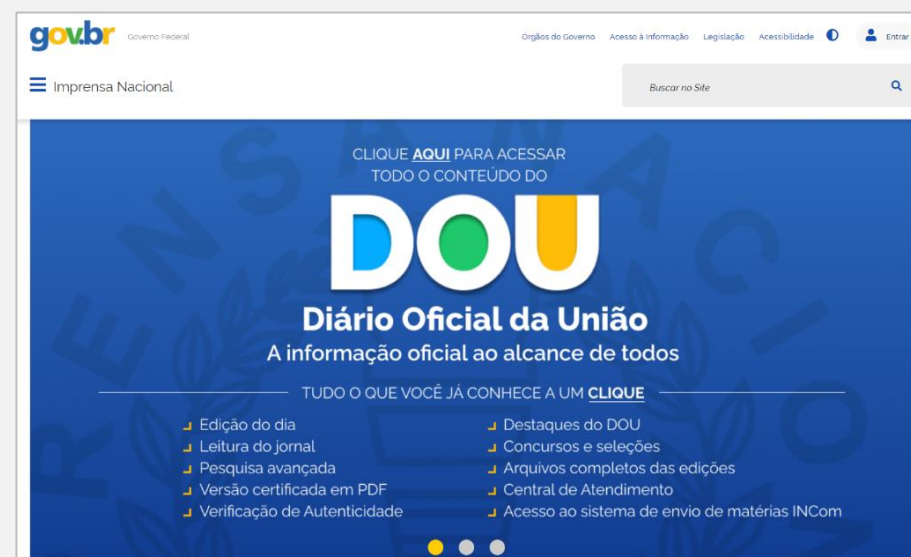 gov.br
Governo Federal
Órgãos do Governo Acesso à Informação Legislação Acessibilidade Entrar
Imprensa Nacional
Buscar no Site
CLIQUE AQUI PARA ACESSAR
TODO O CONTEÚDO DO
DOU
Diário Oficial da União
A informação oficial ao alcance de todos
TUDO O QUE VOCÊ JÁ CONHECE A UM CLIQUE
Edição do dia
Leitura do jornal
Pesquisa avançada
Versão certificada em PDF
Verificação de Autenticidade
Destaques do DOU
Concursos e seleções
Arquivos completos das edições
Central de Atendimento
Acesso ao sistema de envio de matérias INCom